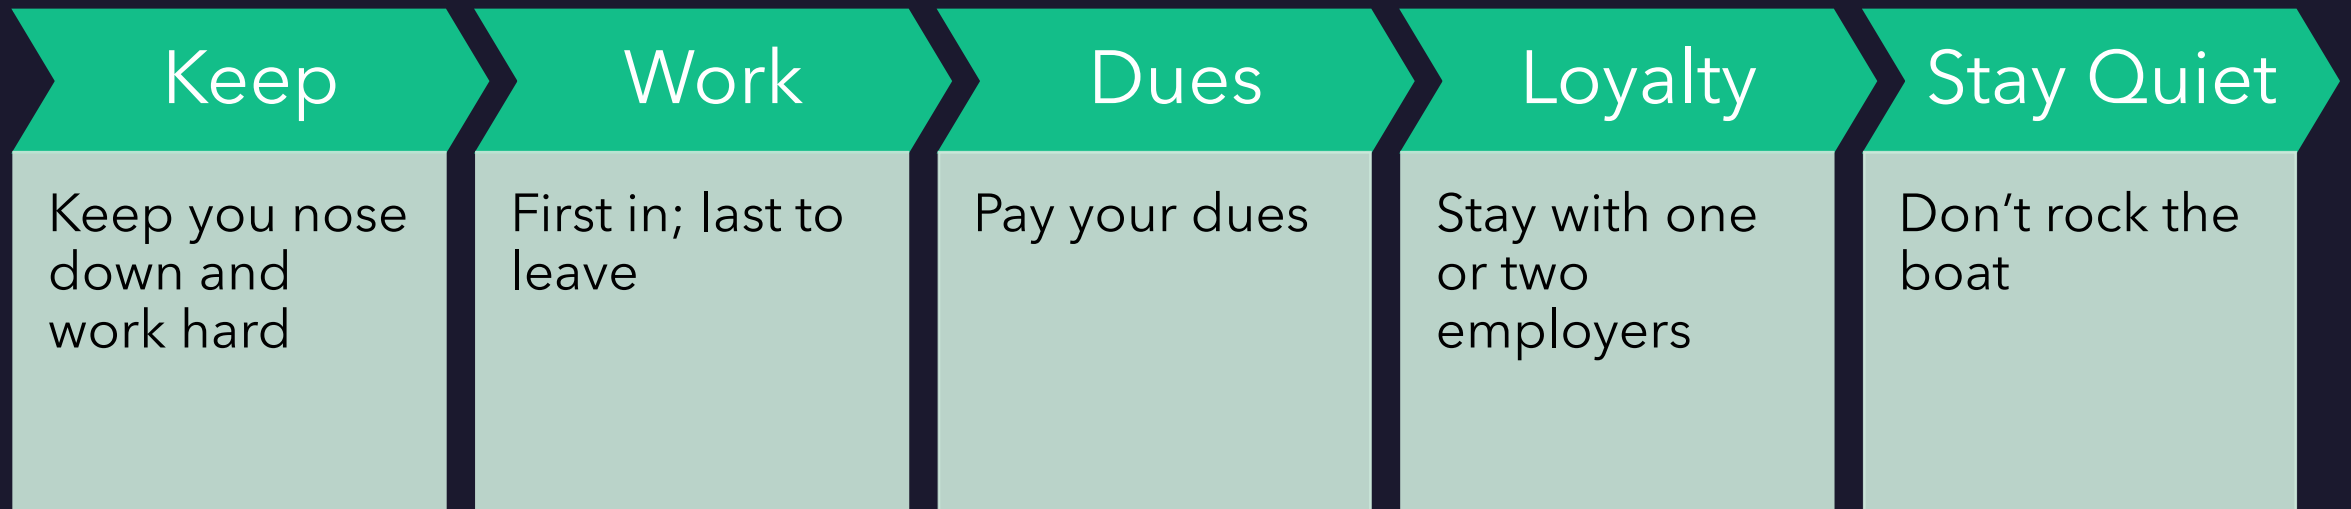 Keep
Keep you nose
down and
work hard
Work
First in; last to
leave
Dues
Pay your dues
Loyalty
Stay with one
or two
employers
Stay Quiet
Don’t rock the
boat